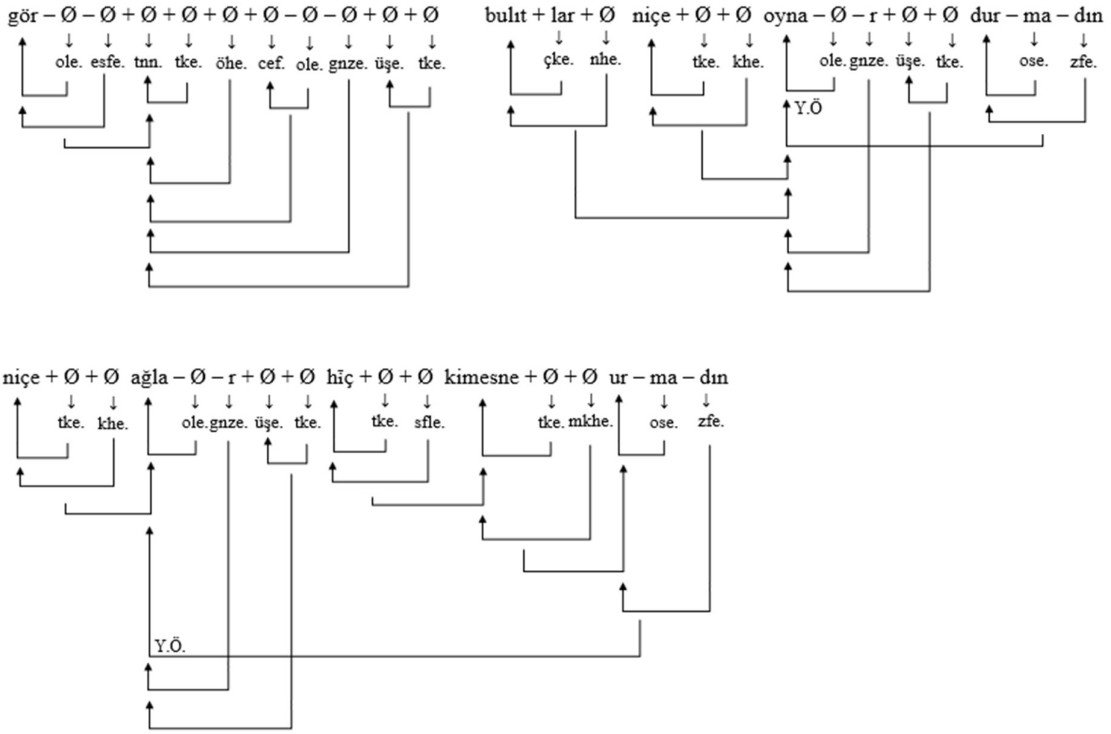 gör – Ø – Ø + Ø + Ø + Ø + Ø – Ø – Ø + Ø + Ø
ole. esfe. tnn. tke. öhe. cef. ole. gnze. üşe. tke.
bulıt + lar + Ø niçe + Ø + Ø oyna – Ø – r + Ø + Ø dur – ma – dın
çke. nhe. tke. khe. ole. gnze. üşe. tke. ose. zfe.
Y.Ö
niçe + Ø + Ø ağla – Ø – r + Ø + Ø hīç + Ø + Ø kimesne + Ø + Ø ur – ma – dın
tke. khe. ole. gnze. üşe. tke. tke. sfle. tke. mkhe. ose. zfe.
Y.Ö.